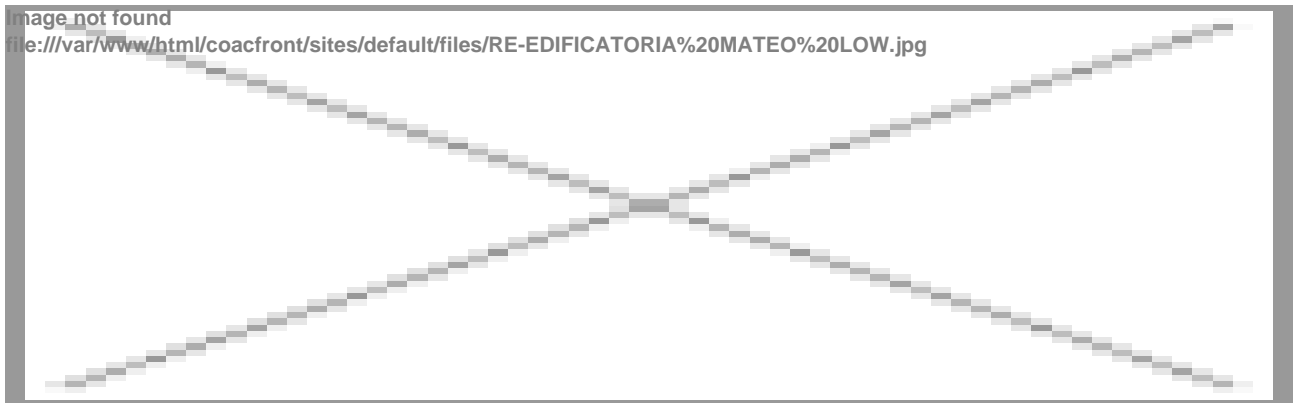 Image not found
file:///var/www/html/coacfront/sites/default/files/RE-EDIFICATORIA%20MATEO%20LOW.jpg